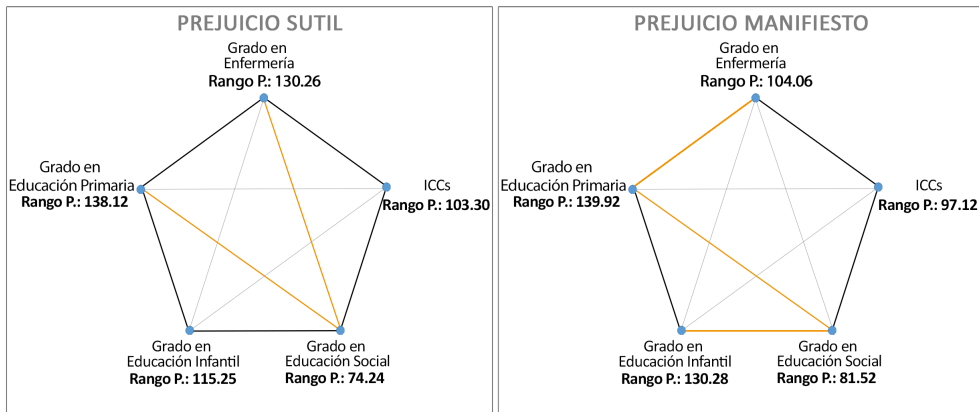 PREJUICIO SUTIL
Grado en
Enfermería
Rango P.: 130.26
Grado en
Educación Primaria
Rango P.: 138.12
ICCs
Rango P.: 103.30
Grado en
Educación Infantil
Rango P.: 115.25
Grado en
Educación Social
Rango P.: 74.24
PREJUICIO MANIFIESTO
Grado en
Enfermería
Rango P.: 104.06
Grado en
Educación Primaria
Rango P.: 139.92
ICCs
Rango P.: 97.12
Grado en
Educación Infantil
Rango P.: 130.28
Grado en
Educación Social
Rango P.: 81.52